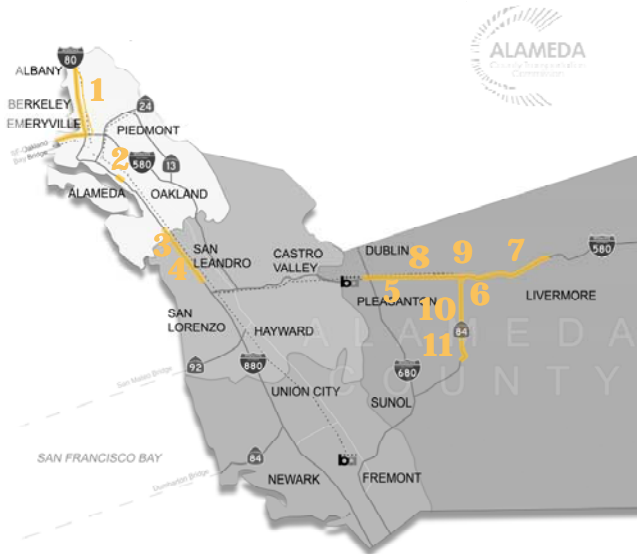 ALAMEDA
County Transportation
Commission
80
ALBANY
1
BERKELEY
EMERYVILLE
24
PIEDMONT
SF-Oakland
Bay Bridge
2
580
13
ALAMEDA
OAKLAND
3
4
SAN
LEANDRO
CASTRO
VALLEY
DUBLIN
8
9
7
580
5
PLEASANTON
6
LIVERMORE
10
SAN
LORENZO
HAYWARD
84
11
ALAMEDA
COUNTY
San Mateo Bridge
92
880
680
UNION CITY
SUNOL
SAN FRANCISCO BAY
Dumbarton Bridge
84
NEWARK
FREMONT